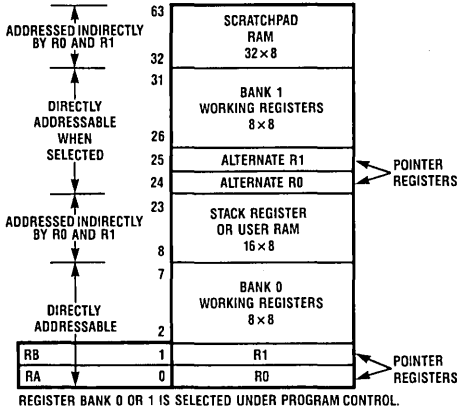 63
SCRATCHPAD
RAM
32×8
ADDRESSED INDIRECTLY
BY R0 AND R1
32
31
BANK 1
WORKING REGISTERS
8×8
DIRECTLY
ADDRESSABLE
WHEN
SELECTED
26
25
ALTERNATE R1
24
ALTERNATE R0
POINTER
REGISTERS
23
STACK REGISTER
OR USER RAM
16×8
ADDRESSED INDIRECTLY
BY R0 AND R1
8
7
BANK 0
WORKING REGISTERS
8×8
DIRECTLY
ADDRESSABLE
2
RB 1 R1
RA 0 R0
POINTER
REGISTERS
REGISTER BANK 0 OR 1 IS SELECTED UNDER PROGRAM CONTROL.